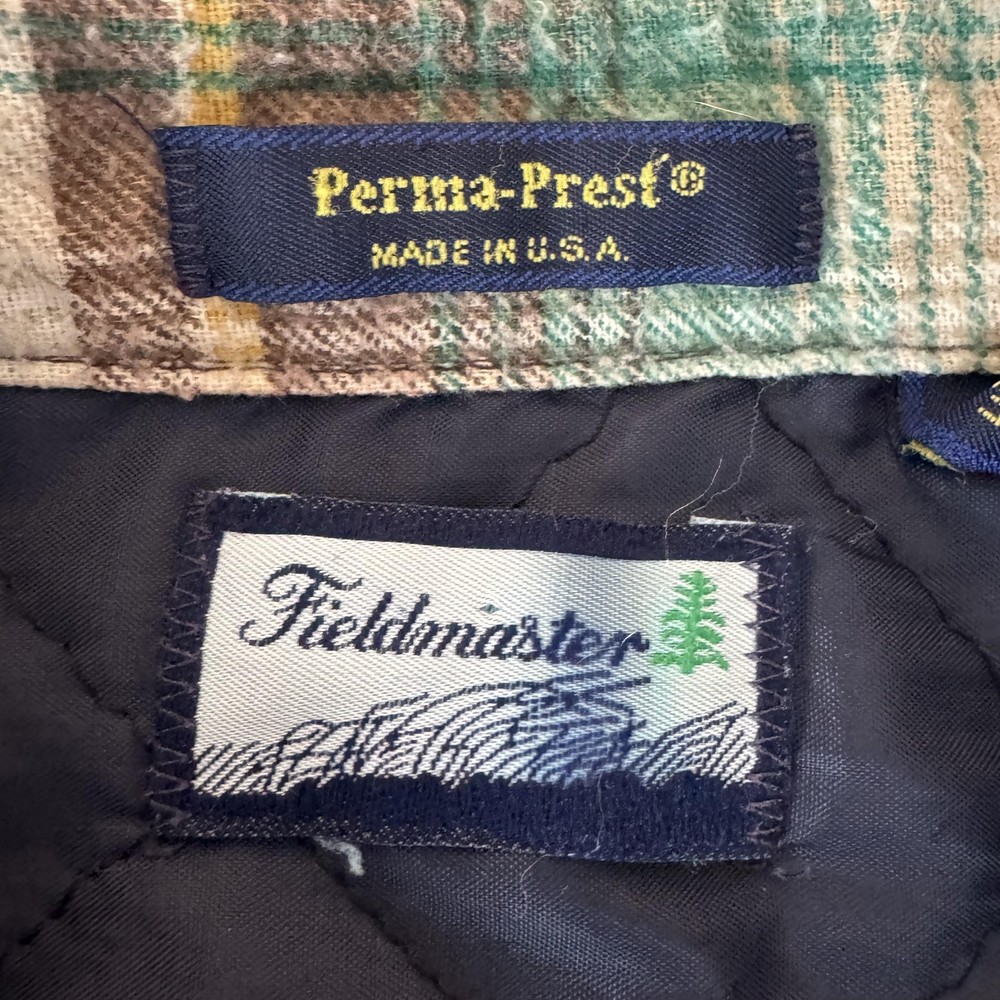 Perma-Prest®
MADE IN U.S.A.
Fieldmaster